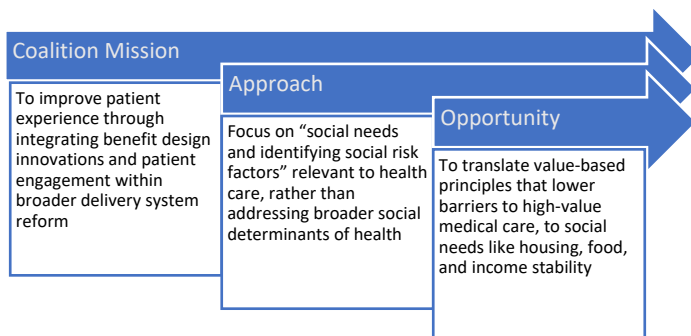 Coalition Mission
To improve patient
experience through
integrating benefit design
innovations and patient
engagement within
broader delivery system
reform
Approach
Focus on “social needs
and identifying social risk
factors” relevant to health
care, rather than
addressing broader social
determinants of health
Opportunity
To translate value-based
principles that lower
barriers to high-value
medical care, to social
needs like housing, food,
and income stability